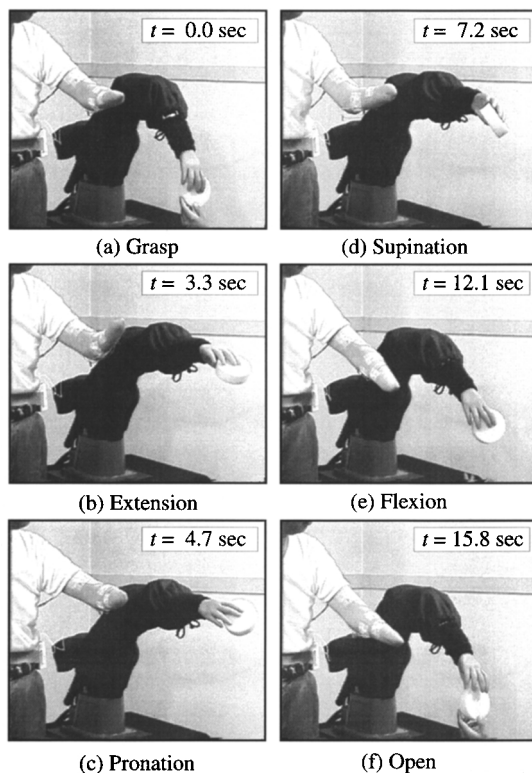 t = 0.0 sec
(a) Grasp
t = 3.3 sec
(b) Extension
t = 4.7 sec
(c) Pronation
t = 7.2 sec
(d) Supination
t = 12.1 sec
(e) Flexion
t = 15.8 sec
(f) Open